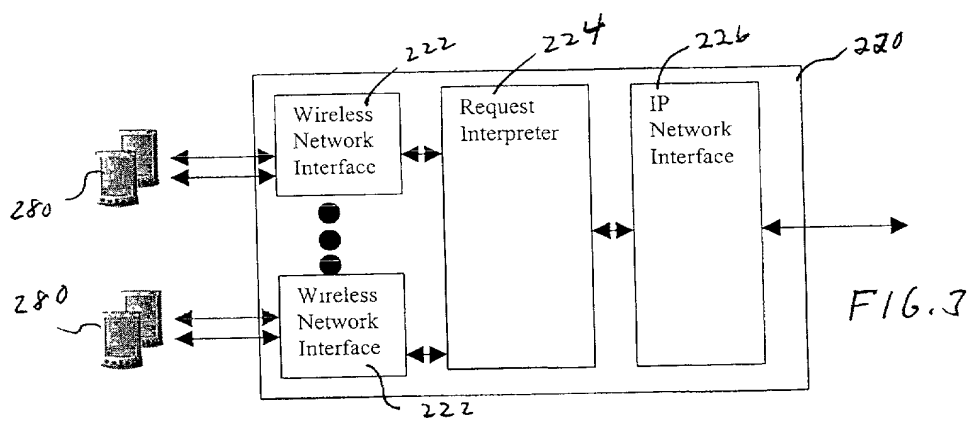 222
224
226
220
Wireless
Network
Interface
Request
Interpreter
IP
Network
Interface
280
280
Wireless
Network
Interface
222
FIG.3